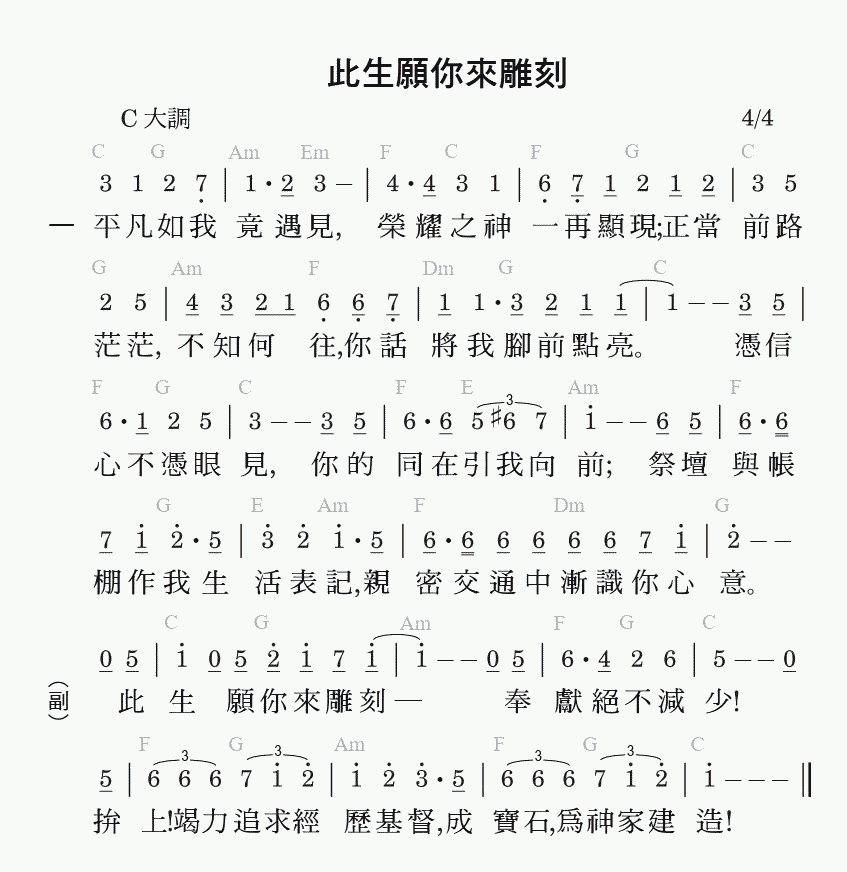 此生願你來雕刻
C 大調 4/4
C G Am Em F C F G C
3 1 2 7̣ | 1 • 2 3 – | 4 • 4 3 1 | 6̣ 7̣ 1 2 1 2 | 3 5
一 平凡如我 竟遇見, 榮耀之神 一再顯現;正當 前路
G Am F Dm G C
2 5 | 4 3 2 1 6̣ 6̣ 7̣ | 1 1 • 3 2 1 1 | 1 – – 3 5 |
茫茫, 不知何 往,你話 將我腳前點亮。 憑信
F G C F E Am F
6 • 1 2 5 | 3 – – 3 5 | 6 • 6 5 ♯6 7 | 1̇ – – 6 5 | 6 • 6
心不憑眼 見, 你的 同在引我向 前; 祭壇 與帳
G E Am F Dm G
7 1̇ 2̇ • 5 | 3̇ 2̇ 1̇ • 5 | 6 • 6 6 6 6 6 7 1̇ | 2̇ – –
棚作我生 活表記,親 密交通中漸識你心 意。
C G Am F G C
0 5 | 1̇ 0 5 2̇ 1̇ 7 1̇ | 1̇ – – 0 5 | 6 • 4 2 6 | 5 – – 0
(副) 此 生 願你來雕刻— 奉 獻絕不減 少!
F G Am F G C
5 | 6 6 6 7 1̇ 2̇ | 1̇ 2̇ 3̇ • 5 | 6 6 6 7 1̇ 2̇ | 1̇ – – – ||
拚 上!竭力追求經 歷基督,成 寶石,爲神家建 造!